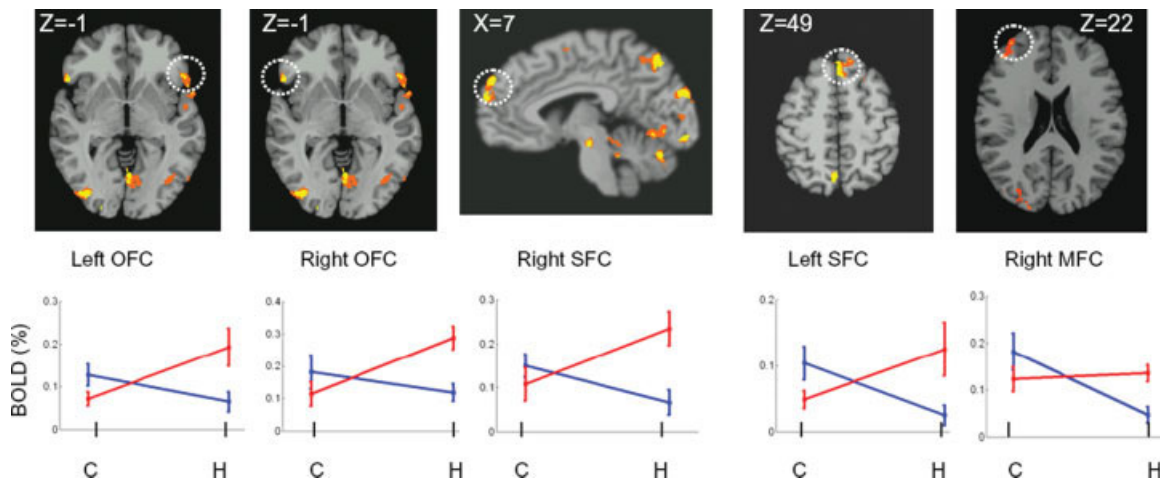 Z=-1 Z=-1 X=7 Z=49 Z=22
Left OFC Right OFC Right SFC Left SFC Right MFC
BOLD (%)
0.3
0.2
0.1
0
C H
0.4
0.3
0.2
0.1
0
C H
0.3
0.2
0.1
0
C H
0.2
0.1
0
C H
0.3
0.2
0.1
0
C H